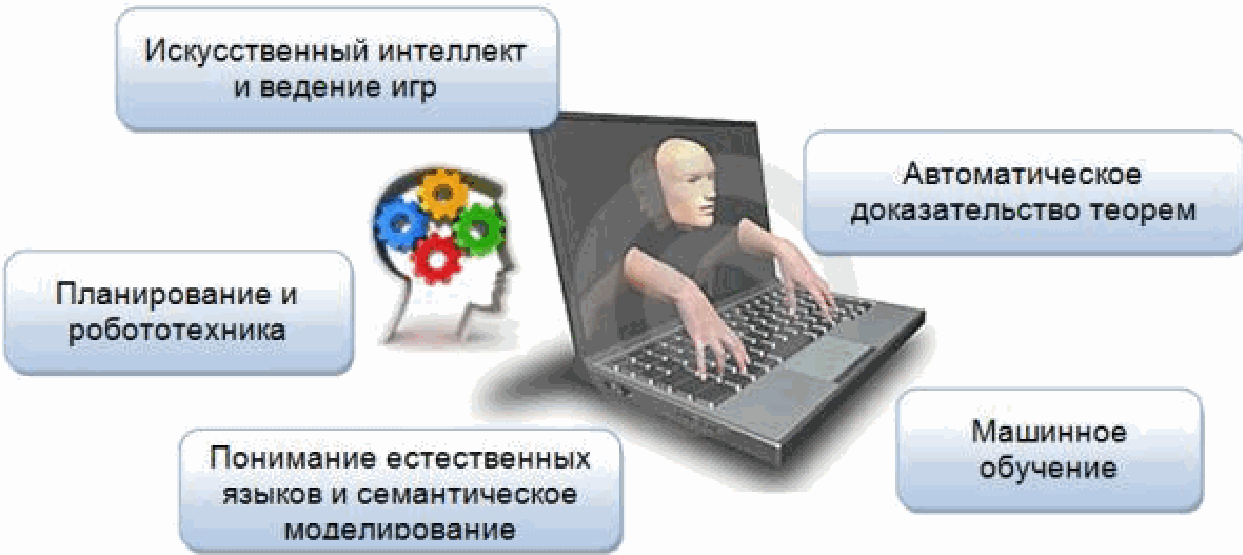 Искусственный интеллект
и ведение игр
Автоматическое
доказательство теорем
Планирование и
робототехника
Машинное
обучение
Понимание естественных
языков и семантическое
моделирование